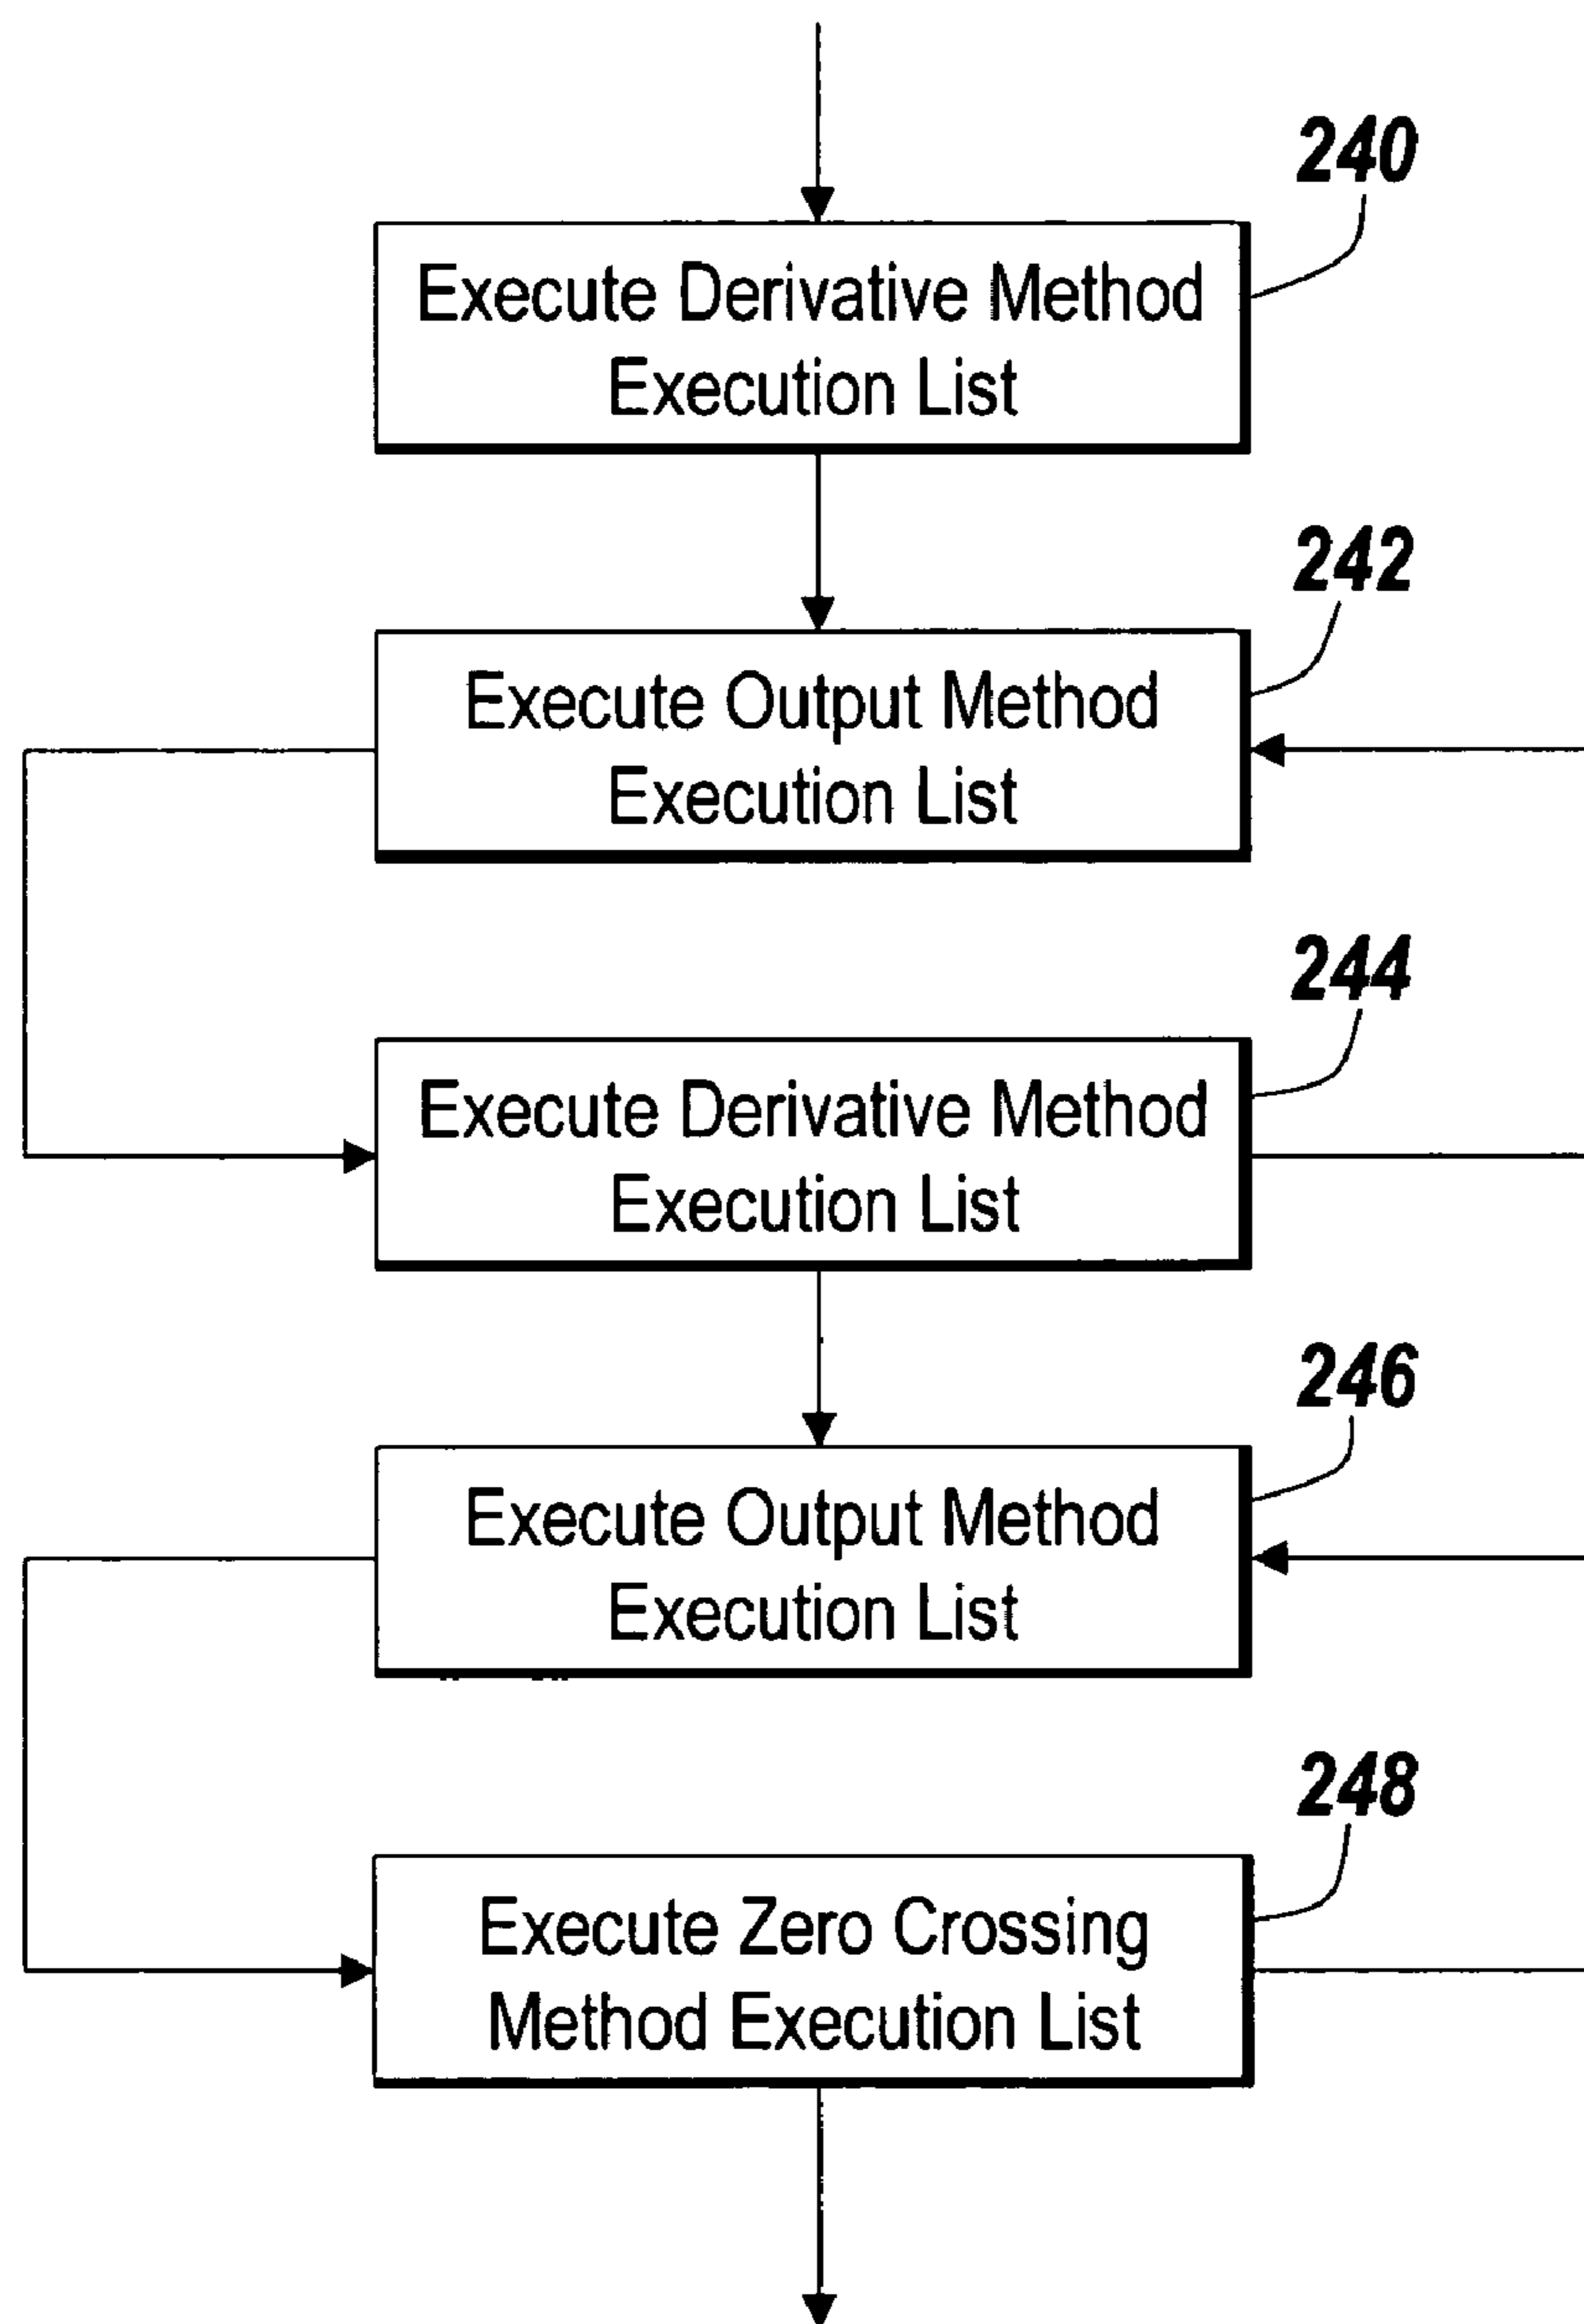 240
Execute Derivative Method
Execution List
242
Execute Output Method
Execution List
244
Execute Derivative Method
Execution List
246
Execute Output Method
Execution List
248
Execute Zero Crossing
Method Execution List